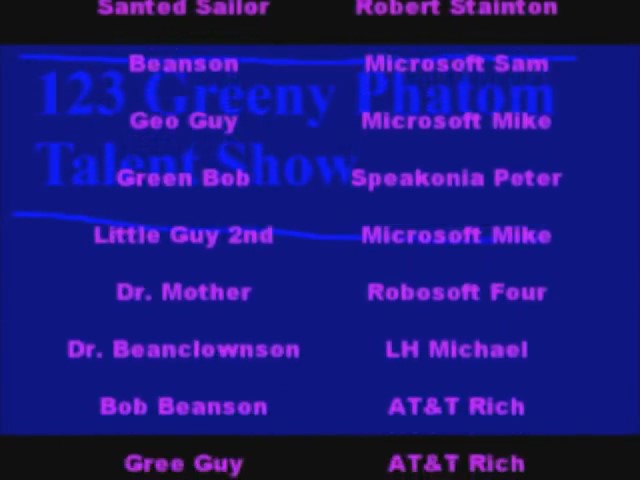 Santed Sailor Robert Stainton
Beanson Microsoft Sam
123 Greeny Phatom
Geo Guy Microsoft Mike
Talent Show
Green Bob Speakonia Peter
Little Guy 2nd Microsoft Mike
Dr. Mother Robosoft Four
Dr. Beanclownson LH Michael
Bob Beanson AT&T Rich
Gree Guy AT&T Rich